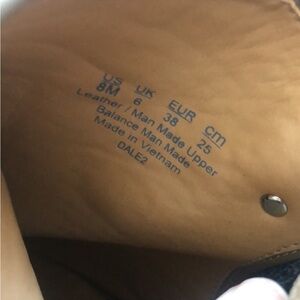 US UK EUR cm
8M 6 38 25
Leather / Man Made Upper
Balance Man Made
Made in Vietnam
DALE2